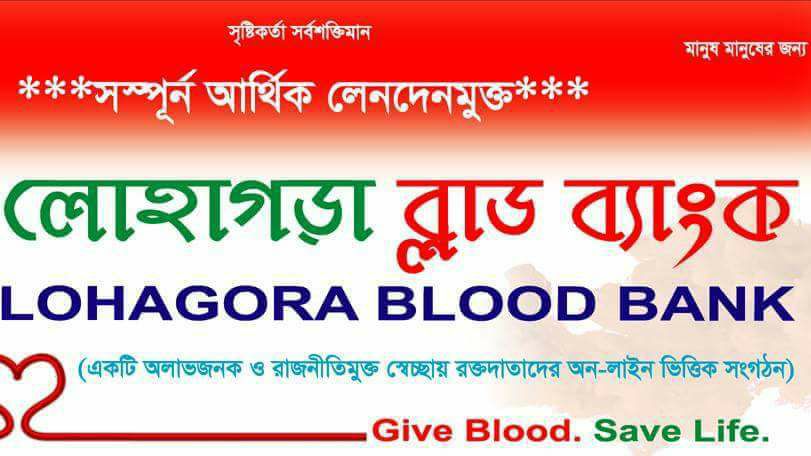 সৃষ্টিকর্তা সর্বশক্তিমান
মানুষ মানুষের জন্য
***সম্পূর্ন আর্থিক লেনদেনমুক্ত***
লোহাগড়া ব্লাড ব্যাংক
LOHAGORA BLOOD BANK
(একটি অলাভজনক ও রাজনীতিমুক্ত স্বেচ্ছায় রক্তদাতাদের অন-লাইন ভিত্তিক সংগঠন)
Give Blood. Save Life.